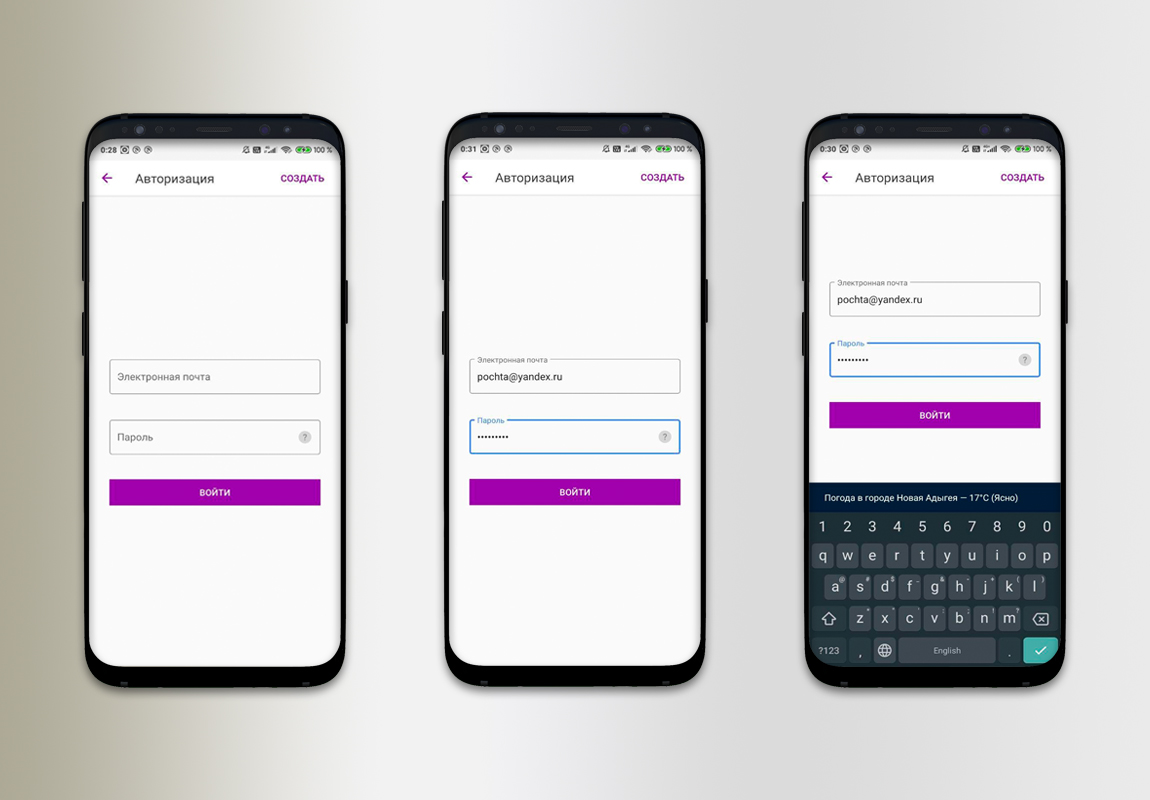 0:28 100 %
Авторизация СОЗДАТЬ
Электронная почта
Пароль ?
ВОЙТИ
0:31 100 %
Авторизация СОЗДАТЬ
Электронная почта
pochta@yandex.ru
Пароль
••••••••• ?
ВОЙТИ
0:30 100 %
Авторизация СОЗДАТЬ
Электронная почта
pochta@yandex.ru
Пароль
••••••••• ?
ВОЙТИ
Погода в городе Новая Адыгея — 17°C (Ясно)
1 2 3 4 5 6 7 8 9 0
q w e r t y u i o p
a s d f g h j k l
z x c v b n m
?123 , English .